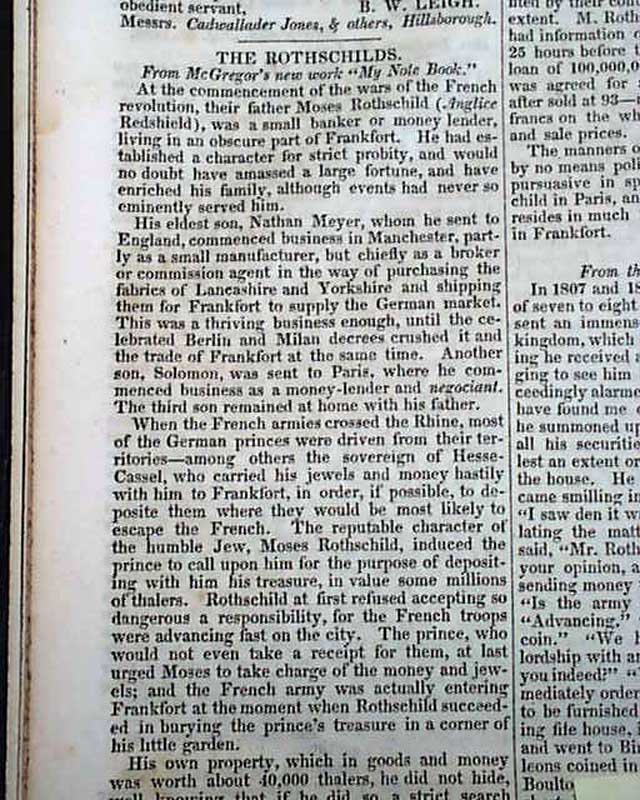 obedient servant, B. W. LEIGH.
Messrs. Cadwallader Jones, & others, Hillsborough.
THE ROTHSCHILDS.
From McGregor's new work "My Note Book."
At the commencement of the wars of the French
revolution, their father Moses Rothschild (Anglice
Redshield), was a small banker or money lender,
living in an obscure part of Frankfort. He had es-
tablished a character for strict probity, and would
no doubt have amassed a large fortune, and have
enriched his family, although events had never so
eminently served him.
His eldest son, Nathan Meyer, whom he sent to
England, commenced business in Manchester, part-
ly as a small manufacturer, but chiefly as a broker
or commission agent in the way of purchasing the
fabrics of Lancashire and Yorkshire and shipping
them for Frankfort to supply the German market.
This was a thriving business enough, until the ce-
lebrated Berlin and Milan decrees crushed it and
the trade of Frankfort at the same time. Another
son, Solomon, was sent to Paris, where he com-
menced business as a money-lender and negociant.
The third son remained at home with his father.
When the French armies crossed the Rhine, most
of the German princes were driven from their ter-
ritories—among others the sovereign of Hesse-
Cassel, who carried his jewels and money hastily
with him to Frankfort, in order, if possible, to de-
posite them where they would be most likely to
escape the French. The reputable character of
the humble Jew, Moses Rothschild, induced the
prince to call upon him for the purpose of deposit-
ing with him his treasure, in value some millions
of thalers. Rothschild at first refused accepting so
dangerous a responsibility, for the French troops
were advancing fast on the city. The prince, who
would not even take a receipt for them, at last
urged Moses to take charge of the money and jew-
els; and the French army was actually entering
Frankfort at the moment when Rothschild succeed-
ed in burying the prince's treasure in a corner of
his little garden.
His own property, which in goods and money
was worth about 40,000 thalers, he did not hide,
well knowing that if he did so, a strict search
extent. M. Roth
had information
25 hours before
loan of 100,000,0
was agreed for
after sold at 93—
francs on the wh
and sale prices.
The manners o
by no means poli
pursuasive in sp
child in Paris, an
resides in much
in Frankfort.
From th
In 1807 and 18
of seven to eight
sent an immens
kingdom, which
ing he received
ging to see him
ceedingly alarme
have found me
he summoned up
all his securitie
lest an extent or
the house. He
came smiling in
"I saw den it w
lating the matt
said, "Mr. Roth
your opinion, a
sending money
"Is the army
"Advancing."
coin." "We h
lordship with an
you indeed?" "
mediately order
to be furnished
ing file house, i
and went to Bir
leons coined in
Boulto